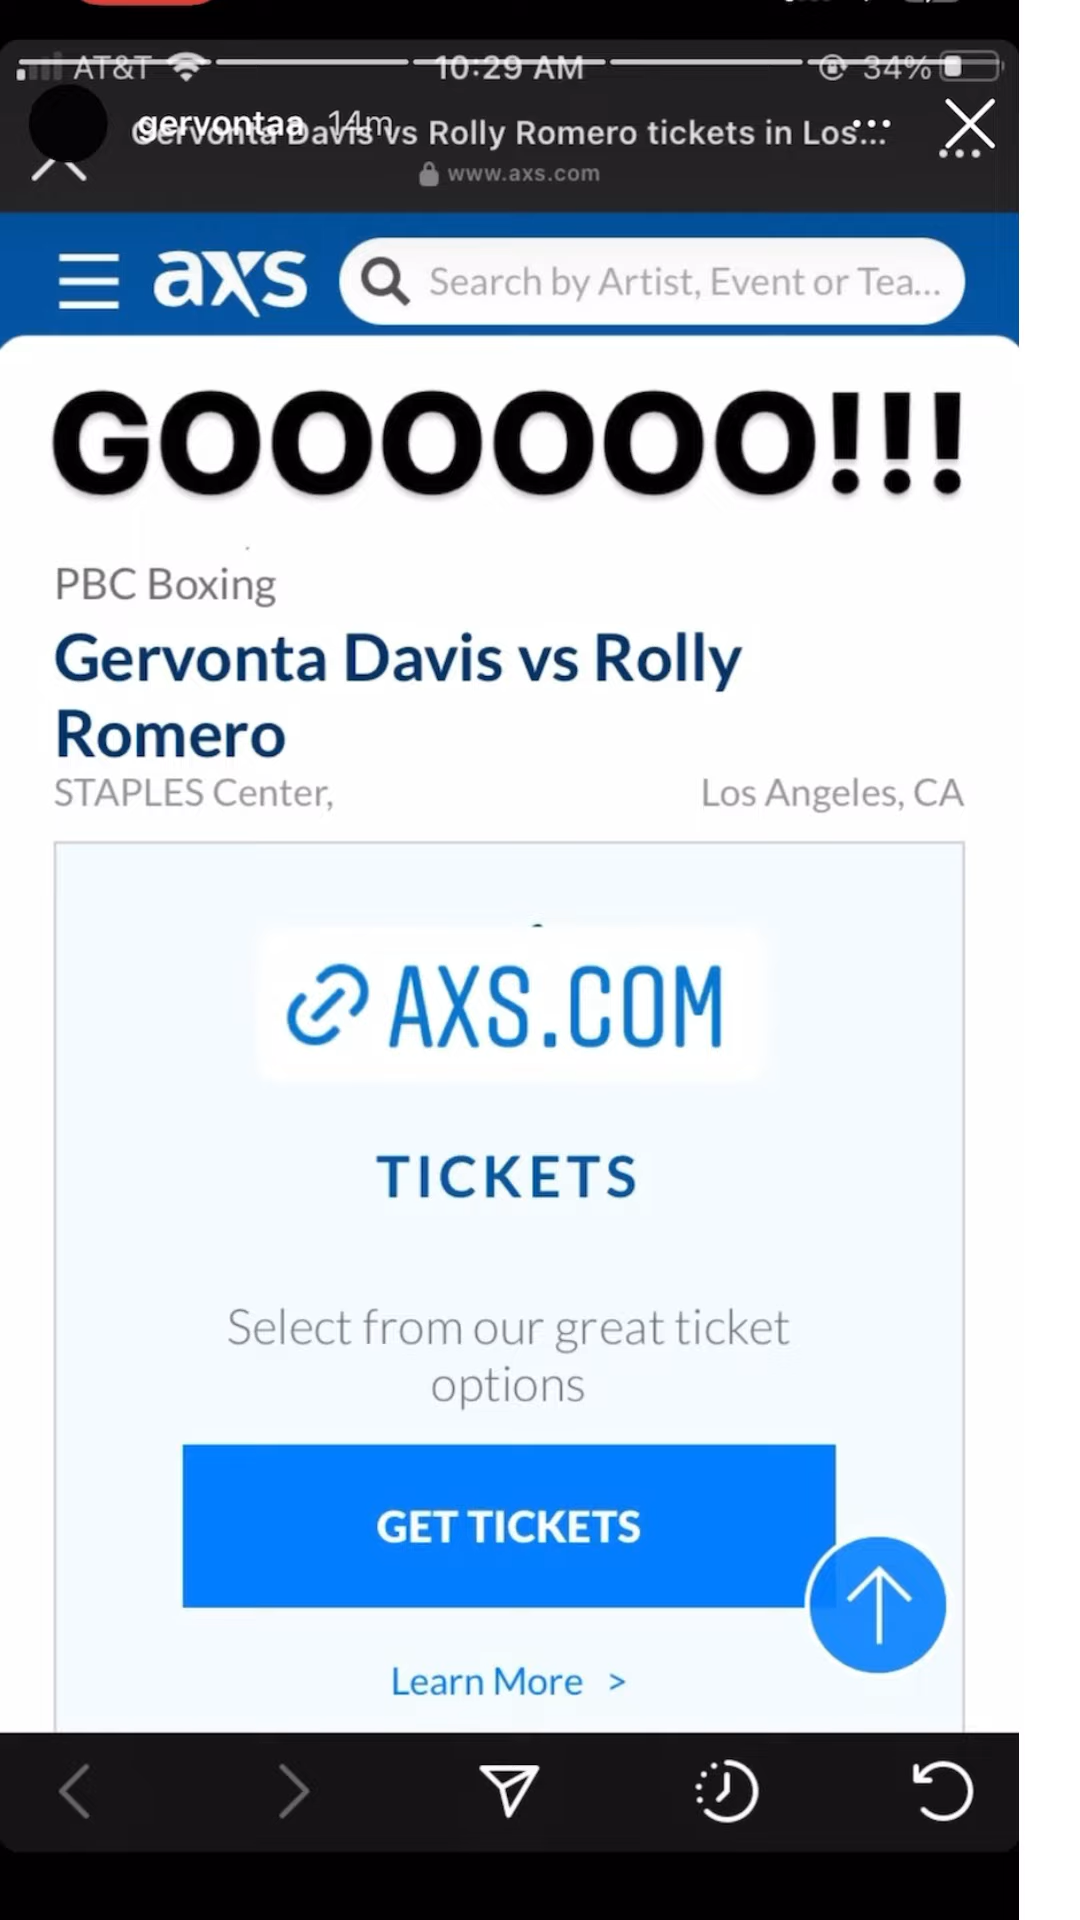 AT&T 10:29 AM 34%
gervontaa 14m
Gervonta Davis vs Rolly Romero tickets in Los...
www.axs.com
axs Search by Artist, Event or Tea...
GOOOOOO!!!
PBC Boxing
Gervonta Davis vs Rolly
Romero
STAPLES Center, Los Angeles, CA
AXS.COM
TICKETS
Select from our great ticket
options
GET TICKETS
Learn More >